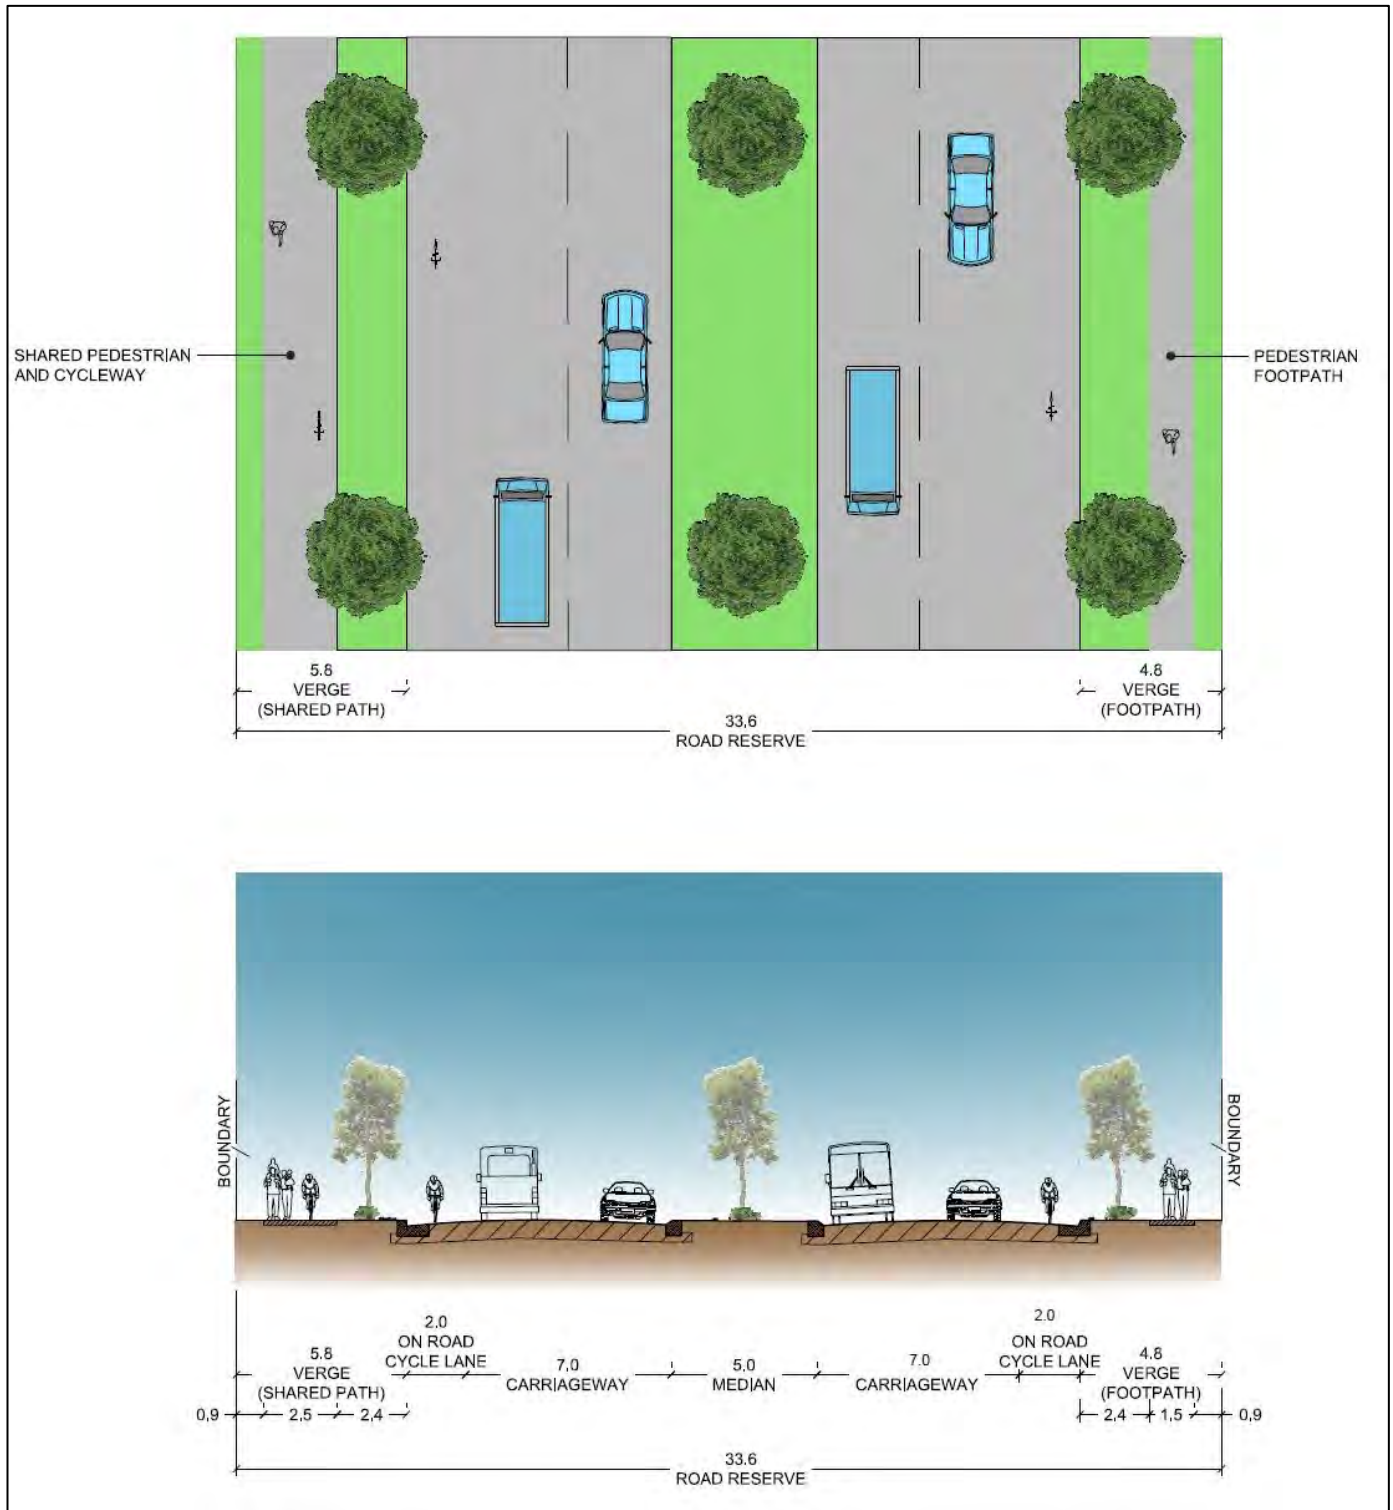 SHARED PEDESTRIAN
AND CYCLEWAY
PEDESTRIAN
FOOTPATH
5.8
VERGE
(SHARED PATH)
4.8
VERGE
(FOOTPATH)
33,6
ROAD RESERVE
BOUNDARY
BOUNDARY
2.0
ON ROAD
CYCLE LANE
2.0
ON ROAD
CYCLE LANE
5.8
VERGE
(SHARED PATH)
7,0
CARRIAGEWAY
5,0
MEDIAN
7.0
CARRIAGEWAY
4.8
VERGE
(FOOTPATH)
0,9
2.5
2,4
2,4
1,5
0,9
33.6
ROAD RESERVE